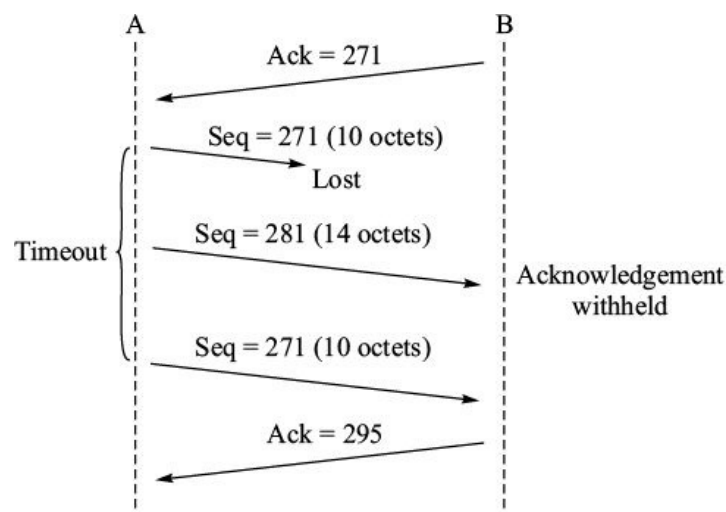 A
B
Ack = 271
Seq = 271 (10 octets)
Lost
Seq = 281 (14 octets)
Timeout
Acknowledgement
withheld
Seq = 271 (10 octets)
Ack = 295